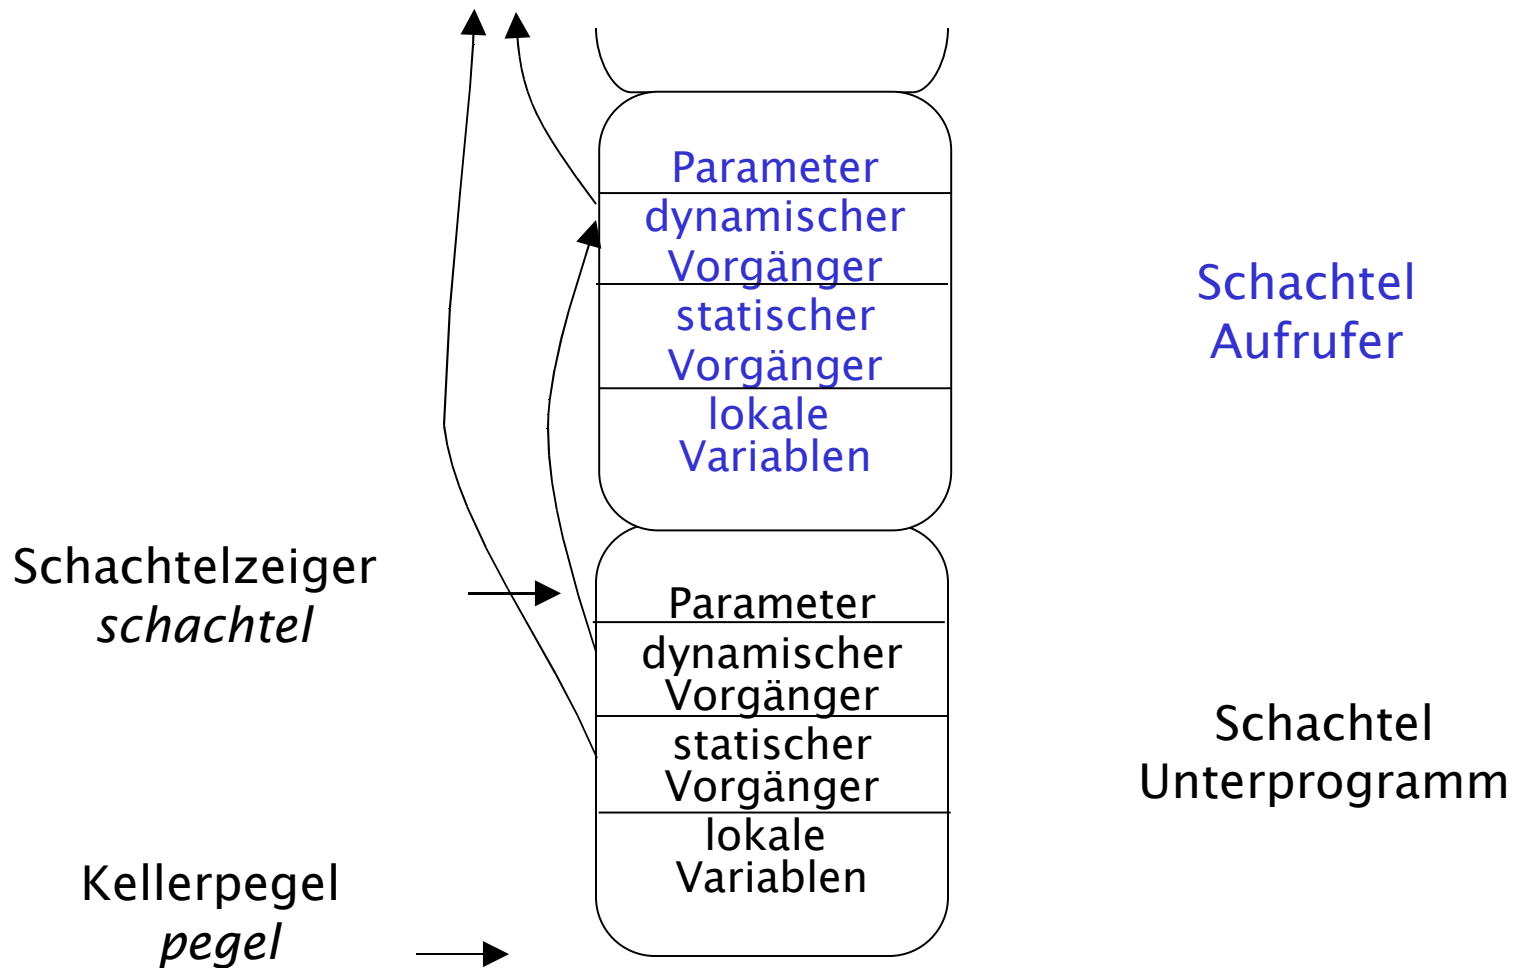 Parameter
dynamischer
Vorgänger
statischer
Vorgänger
lokale
Variablen
Schachtel
Aufrufer
Schachtelzeiger
schachtel
Parameter
dynamischer
Vorgänger
statischer
Vorgänger
lokale
Variablen
Schachtel
Unterprogramm
Kellerpegel
pegel